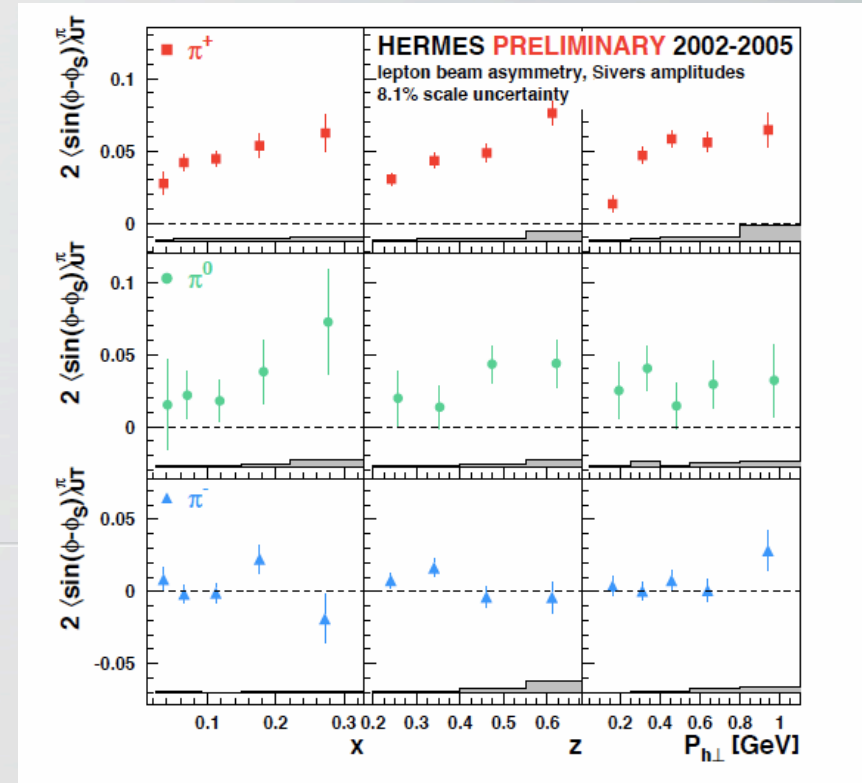 HERMES PRELIMINARY 2002-2005
lepton beam asymmetry, Sivers amplitudes
8.1% scale uncertainty
2 ⟨sin(φ-φS)⟩πUT
π+
0.1
0.05
0
2 ⟨sin(φ-φS)⟩πUT
π0
0.1
0.05
0
2 ⟨sin(φ-φS)⟩πUT
π-
0.05
0
-0.05
0.1 0.2 0.3 0.2 0.3 0.4 0.5 0.6 0.2 0.4 0.6 0.8 1
x z Ph⊥ [GeV]